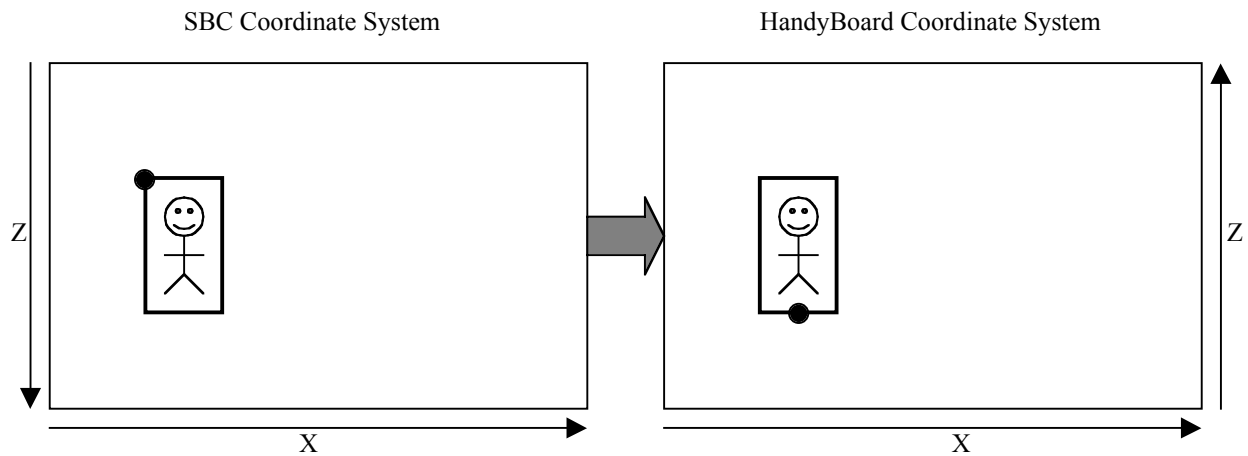 SBC Coordinate System
HandyBoard Coordinate System
Z
Z
X
X